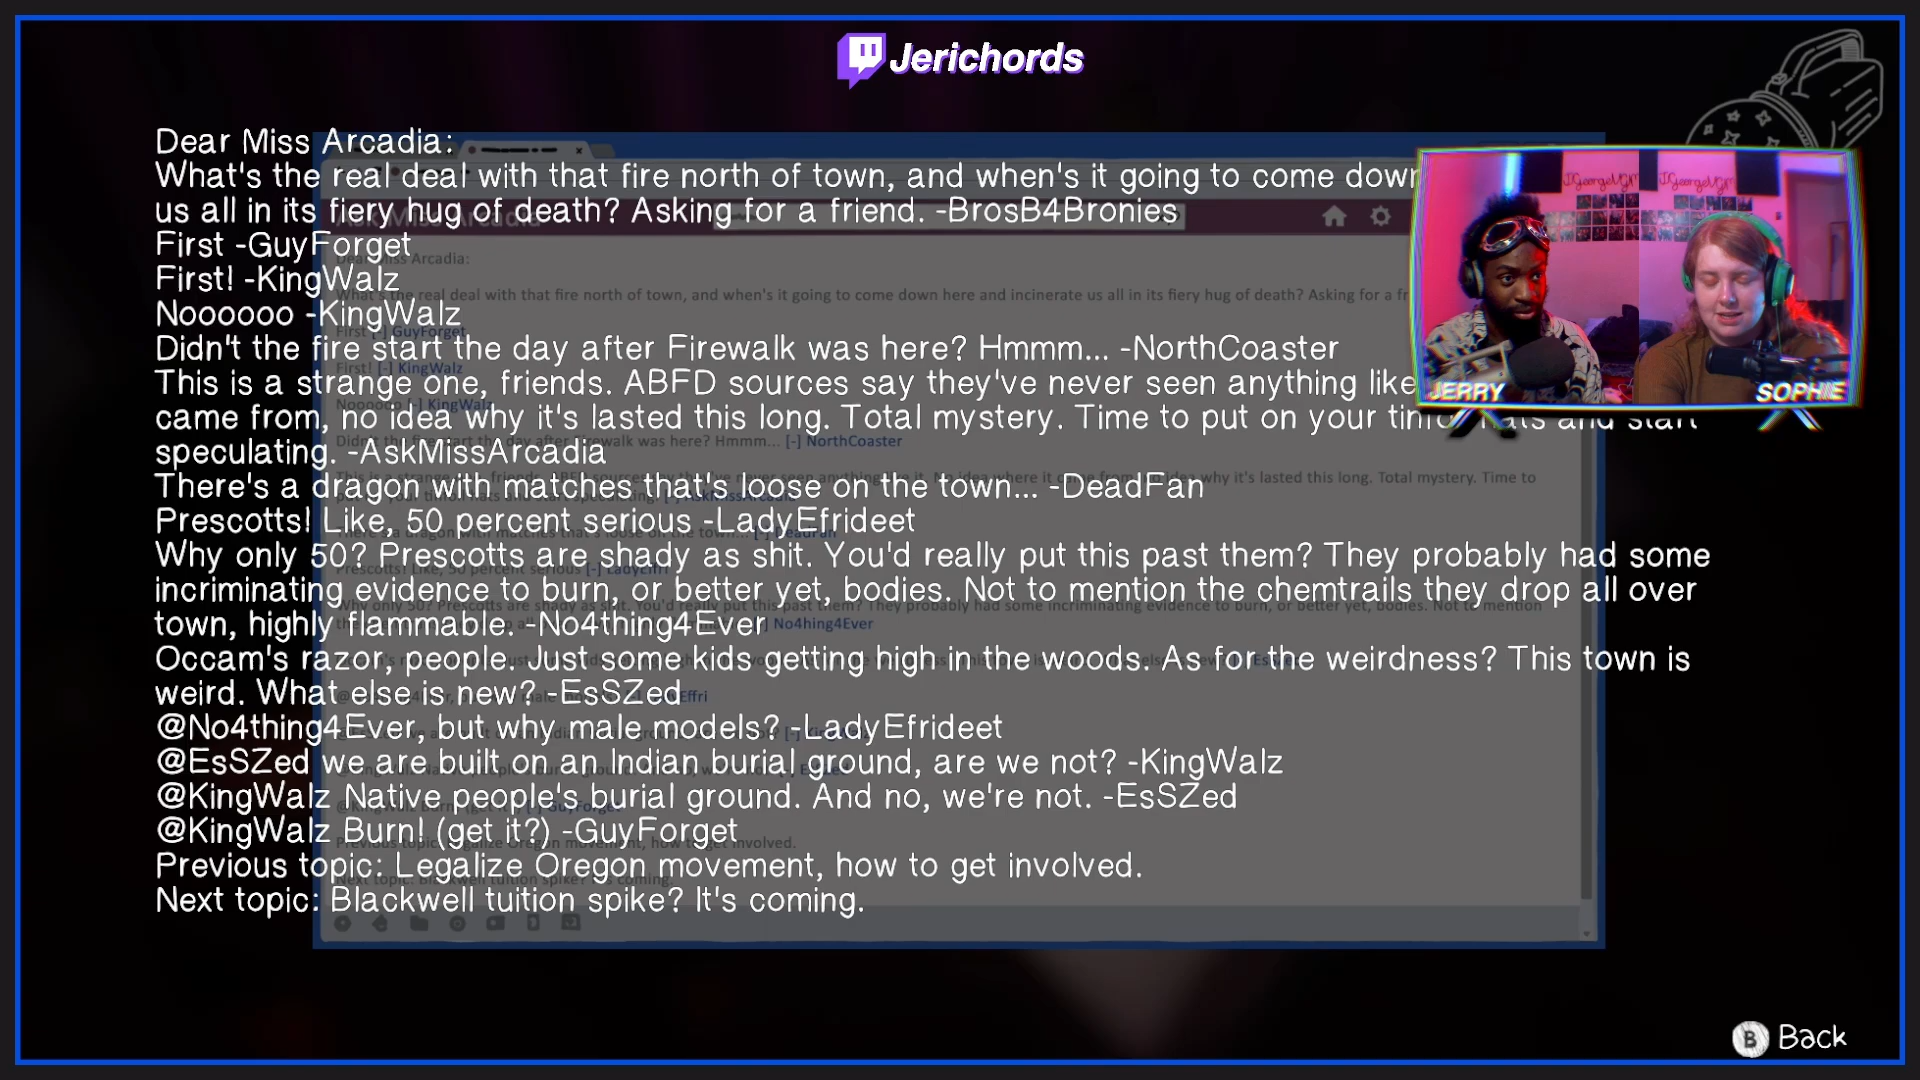 Jerichords
Dear Miss Arcadia:
What's the real deal with that fire north of town, and when's it going to come down
us all in its fiery hug of death? Asking for a friend. -BrosB4Bronies
First -GuyForget
First! -KingWalz
Noooooo -KingWalz
Didn't the fire start the day after Firewalk was here? Hmmm... -NorthCoaster
This is a strange one, friends. ABFD sources say they've never seen anything like
came from, no idea why it's lasted this long. Total mystery. Time to put on your hats and start
speculating. -AskMissArcadia
There's a dragon with matches that's loose on the town... -DeadFan
Prescotts! Like, 50 percent serious -LadyEfrideet
Why only 50? Prescotts are shady as shit. You'd really put this past them? They probably had some
incriminating evidence to burn, or better yet, bodies. Not to mention the chemtrails they drop all over
town, highly flammable. -No4thing4Ever
Occam's razor, people. Just some kids getting high in the woods. As for the weirdness? This town is
weird. What else is new? -EsSZed
@No4thing4Ever, but why male models? -LadyEfrideet
@EsSZed we are built on an Indian burial ground, are we not? -KingWalz
@KingWalz Native people's burial ground. And no, we're not. -EsSZed
@KingWalz Burn! (get it?) -GuyForget
Previous topic: Legalize Oregon movement, how to get involved.
Next topic: Blackwell tuition spike? It's coming.
JERRY
SOPHIE
B Back